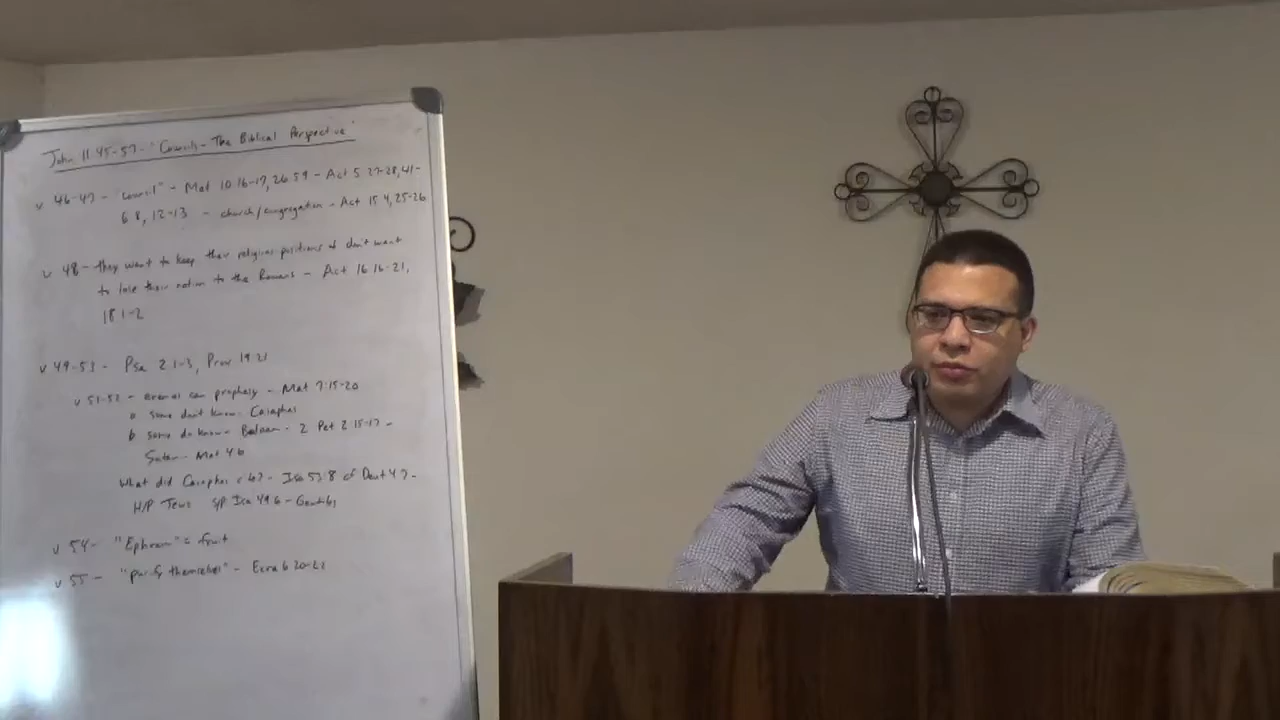 John 11:45-57 - "Councils - The Biblical Perspective"
v 46-47 - "council" - Mat 10 16-17, 26 59 - Act 5 27-28, 41 -
6 8, 12-13 - church/congregation - Act 15 4, 25-26
v 48 - they want to keep their religious positions & don't want
to lose their nation to the Romans - Act 16 16-21,
18 1-2
v 49-53 - Psa 2 1-3, Prov 19 21
v 51-52 - enemies can prophesy - Mat 7:15-20
a some don't know - Caiaphas
b some do know - Balaam - 2 Pet 2 15-17 -
Satan - Mat 4 6
What did Caiaphas - Isa 53:8 cf Deut 4 7 -
H/P Jews S/P Isa 49 6 - Gentiles
v 54 - "Ephraim" = fruit
v 55 - "purify themselves" - Ezra 6 20-22